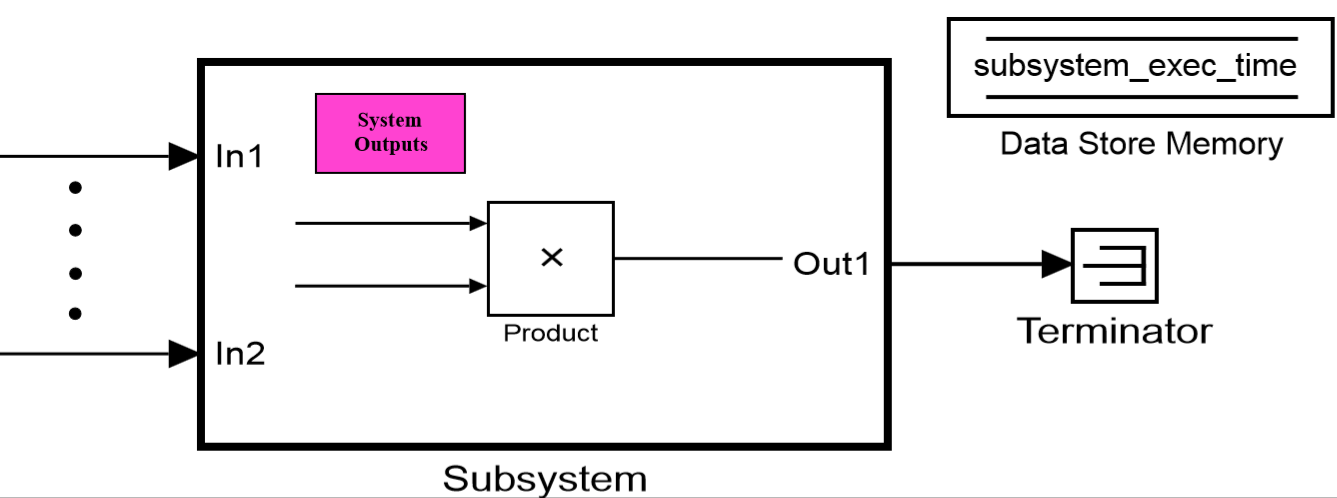 subsystem_exec_time
Data Store Memory
System
Outputs
In1
×
Out1
Product
Terminator
In2
Subsystem